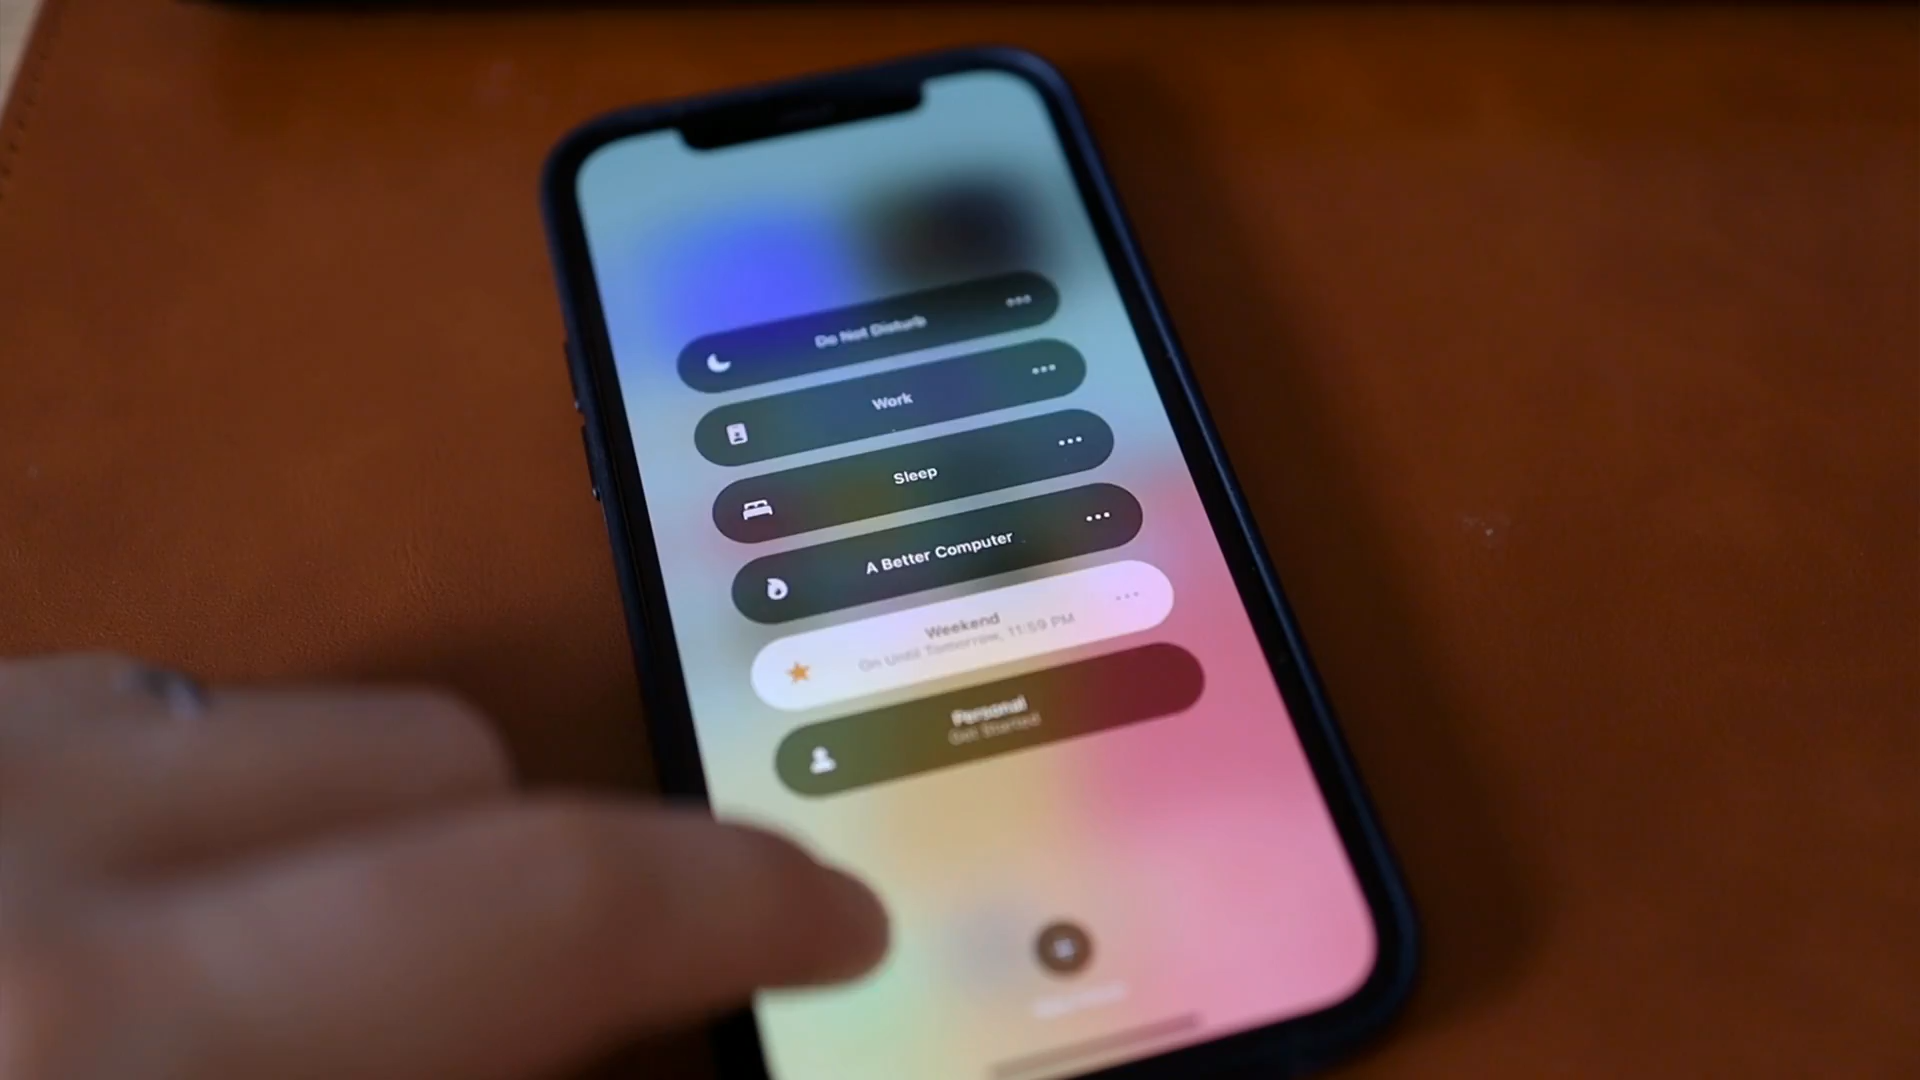 Do Not Disturb
Work
Sleep
A Better Computer
Weekend
On Until Tomorrow, 11:59 PM
Personal
Get Started